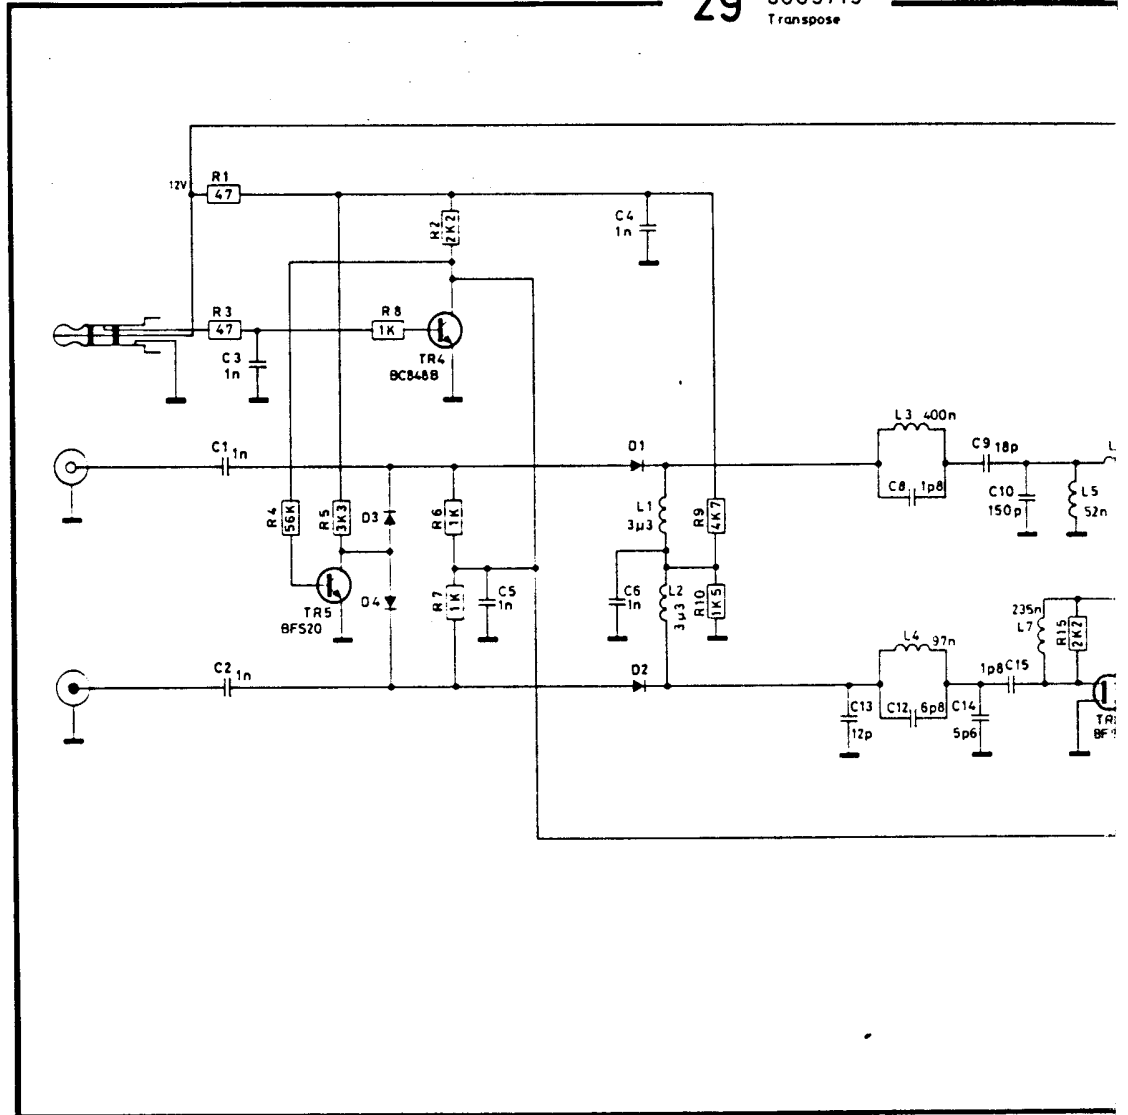 29
Transpose
12V
R1
47
R2
2K2
C4
1n
R3
47
C3
1n
R8
1K
TR4
BC848B
L3 400n
C9 18p
C8 1p8
C10
150p
L5
52n
C1 1n
D1
R4
56K
R5
3K3
D3
R6
1K
L1
3µ3
R9
4K7
TR5
BFS20
D4
R7
1K
C5
1n
C6
1n
L2
3µ3
R10
1K5
C2 1n
D2
L4 97n
C12 6p8
C13
12p
C14
5p6
1p8 C15
235n
L7
R15
2K2